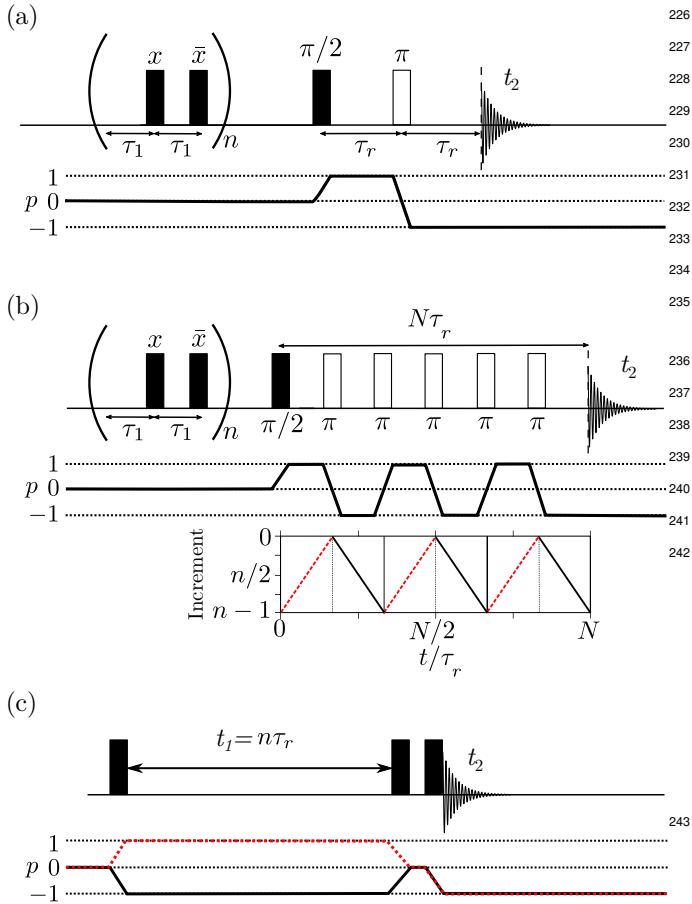 226
(a)
227
x x̄ π/2 π
228
t₂
229
τ₁ τ₁ n τᵣ τᵣ
230
1
231
p 0
232
−1
233
234
(b)
235
Nτᵣ
236
x x̄
t₂
237
τ₁ τ₁ n π/2 π π π π π
238
239
1
p 0
240
−1
241
0
242
Increment
n/2
n − 1
0 N/2 N
t/τᵣ
(c)
t₁= nτᵣ
t₂
243
1
p 0
−1